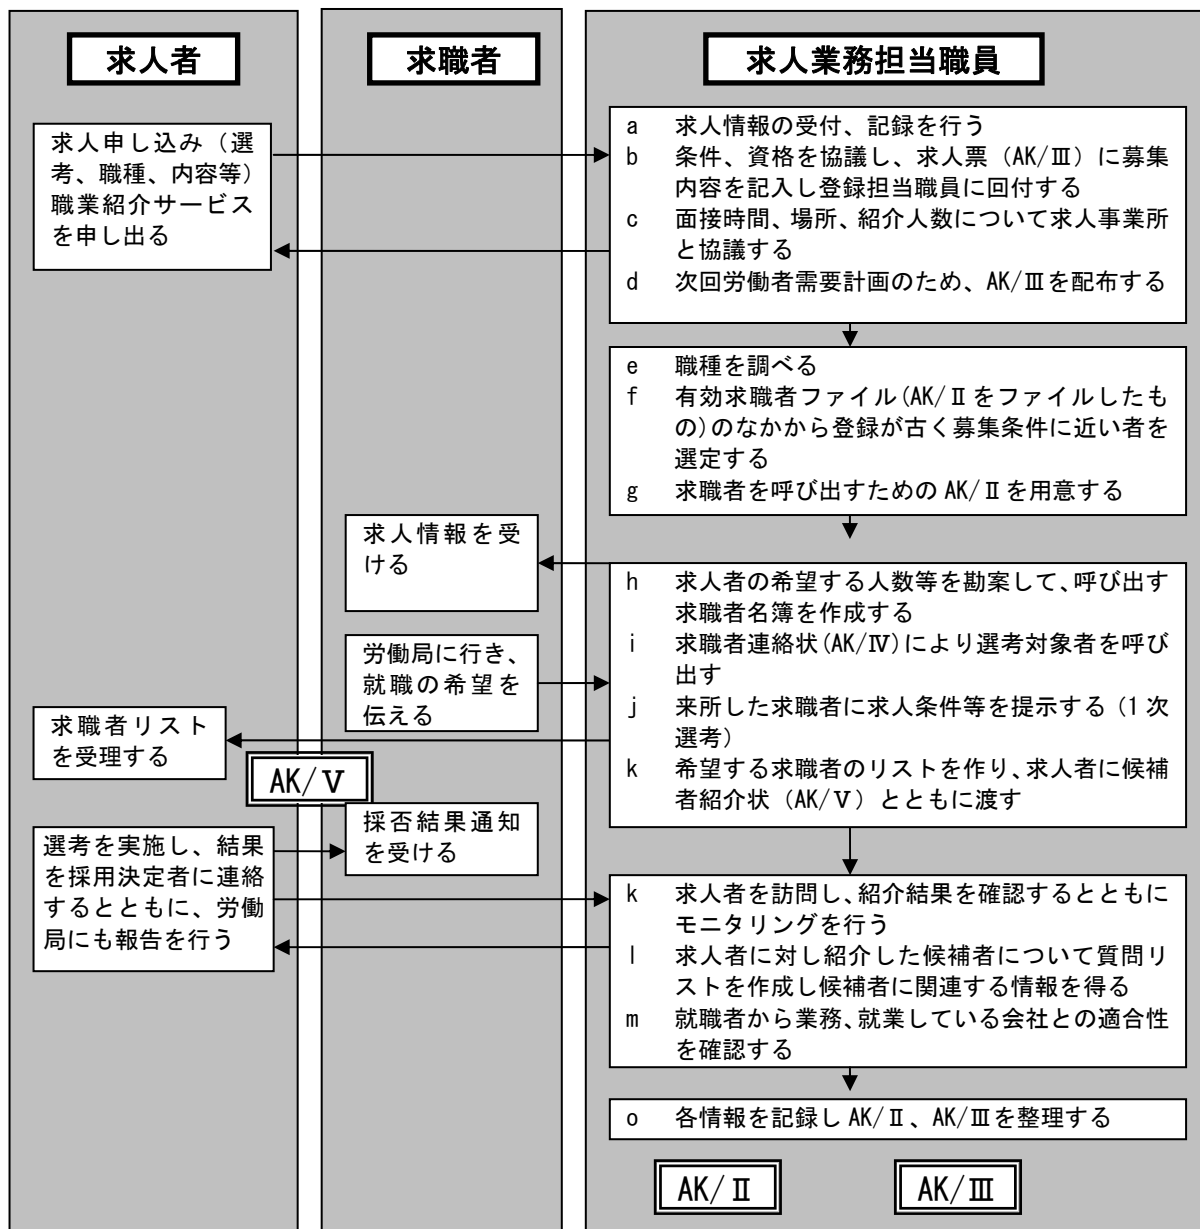 求人者
求職者
求人業務担当職員
求人申し込み（選
考、職種、内容等）
職業紹介サービス
を申し出る
a 求人情報の受付、記録を行う
b 条件、資格を協議し、求人票（AK/Ⅲ）に募集
内容を記入し登録担当職員に回付する
c 面接時間、場所、紹介人数について求人事業所
と協議する
d 次回労働者需要計画のため、AK/Ⅲを配布する
e 職種を調べる
f 有効求職者ファイル(AK/Ⅱをファイルしたも
の)のなかから登録が古く募集条件に近い者を
選定する
g 求職者を呼び出すための AK/Ⅱを用意する
求人情報を受
ける
h 求人者の希望する人数等を勘案して、呼び出す
求職者名簿を作成する
i 求職者連絡状(AK/Ⅳ)により選考対象者を呼び
出す
j 来所した求職者に求人条件等を提示する（1 次
選考）
k 希望する求職者のリストを作り、求人者に候補
者紹介状（AK/Ⅴ）とともに渡す
労働局に行き、
就職の希望を
伝える
求職者リスト
を受理する
AK/Ⅴ
採否結果通知
を受ける
選考を実施し、結果
を採用決定者に連絡
するとともに、労働
局にも報告を行う
k 求人者を訪問し、紹介結果を確認するとともに
モニタリングを行う
l 求人者に対し紹介した候補者について質問リ
ストを作成し候補者に関連する情報を得る
m 就職者から業務、就業している会社との適合性
を確認する
o 各情報を記録し AK/Ⅱ、AK/Ⅲを整理する
AK/Ⅱ
AK/Ⅲ